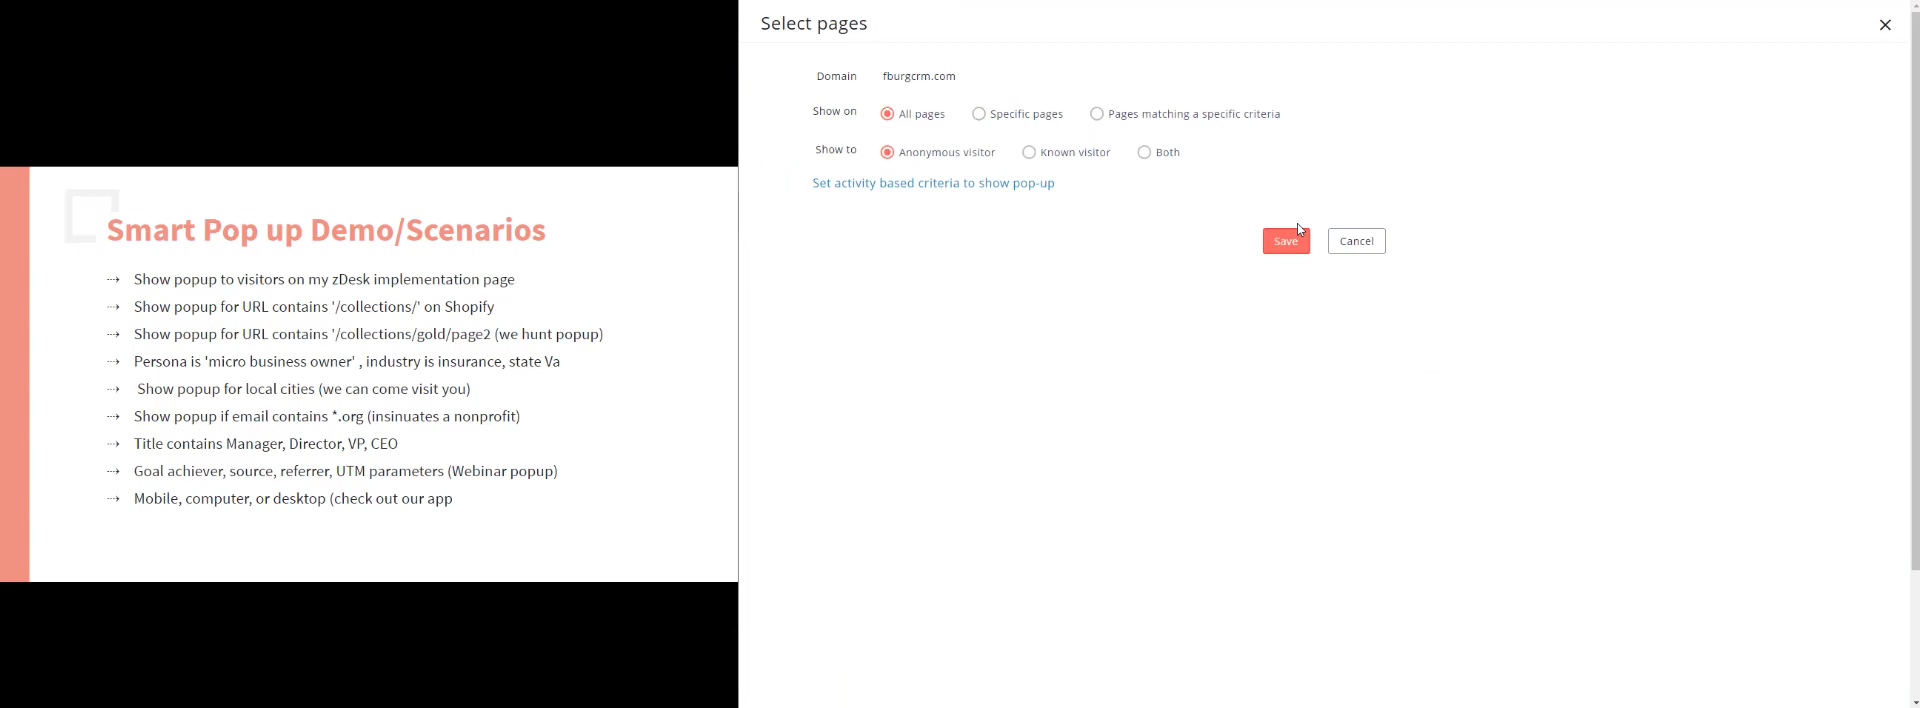 Smart Pop up Demo/Scenarios
Show popup to visitors on my zDesk implementation page
Show popup for URL contains '/collections/' on Shopify
Show popup for URL contains '/collections/gold/page2 (we hunt popup)
Persona is 'micro business owner' , industry is insurance, state Va
Show popup for local cities (we can come visit you)
Show popup if email contains *.org (insinuates a nonprofit)
Title contains Manager, Director, VP, CEO
Goal achiever, source, referrer, UTM parameters (Webinar popup)
Mobile, computer, or desktop (check out our app
Select pages
Domain fburgcrm.com
Show on All pages Specific pages Pages matching a specific criteria
Show to Anonymous visitor Known visitor Both
Set activity based criteria to show pop-up
Save Cancel